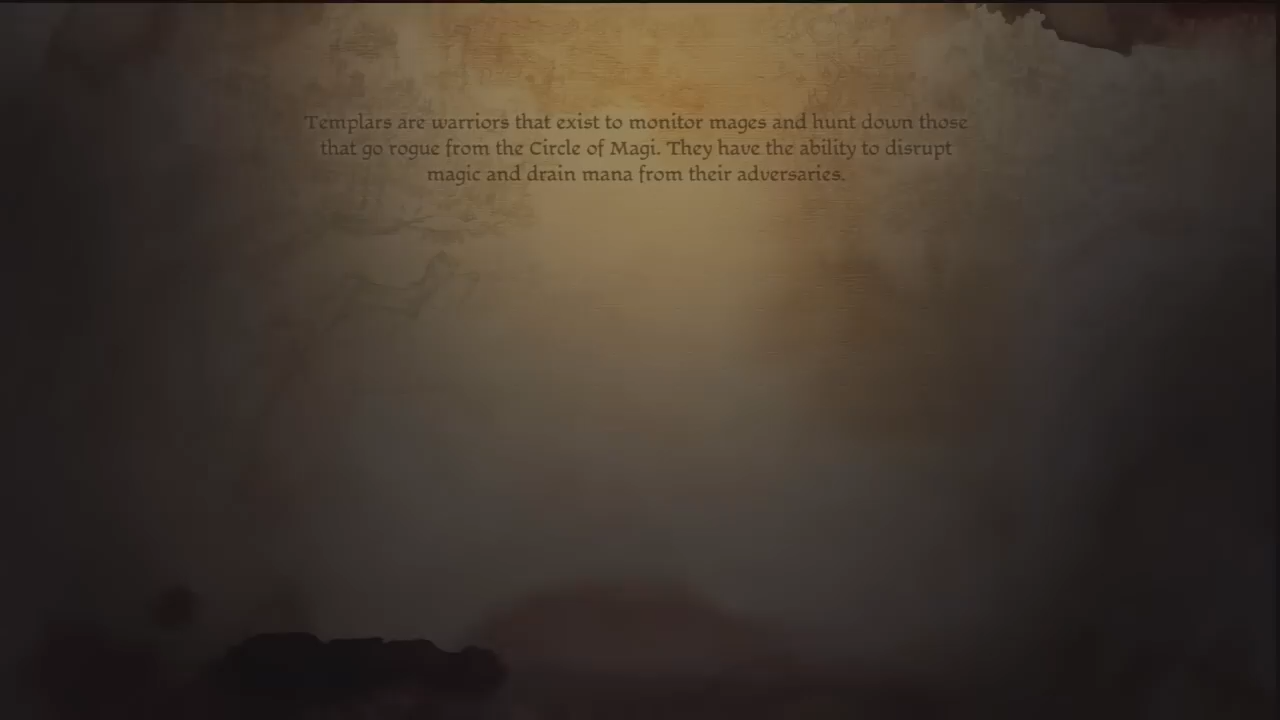 Templars are warriors that exist to monitor mages and hunt down those
that go rogue from the Circle of Magi. They have the ability to disrupt
magic and drain mana from their adversaries.